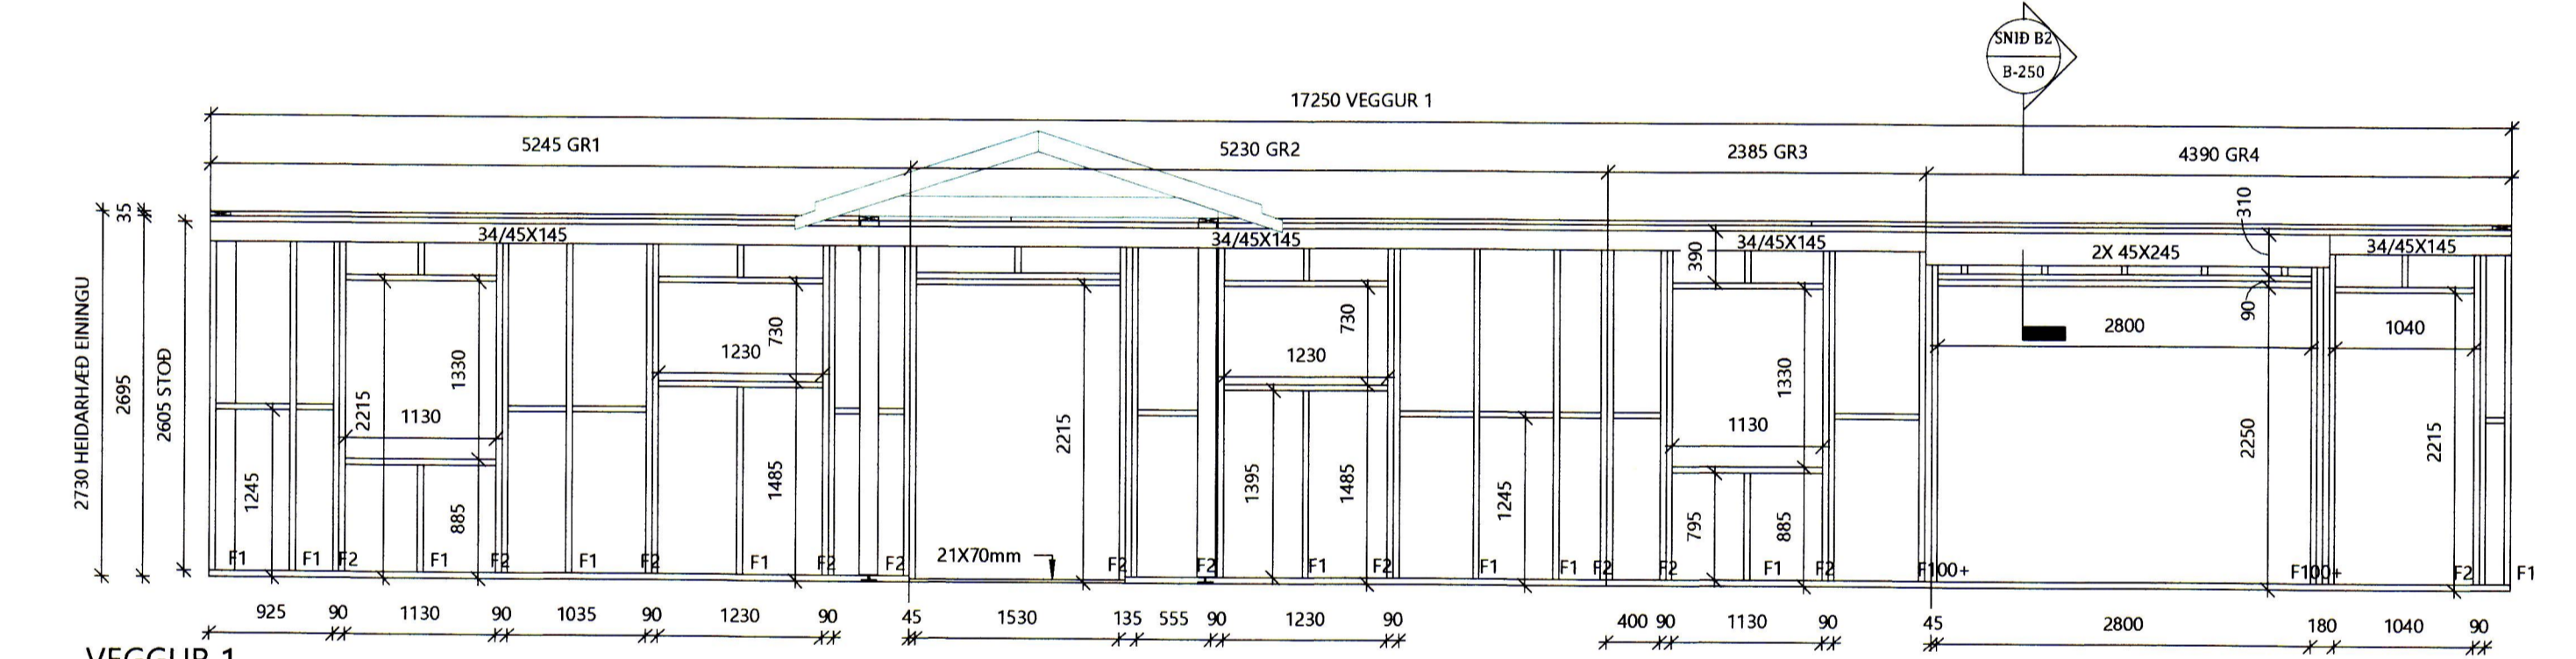 SNIÐ B2
B-250
17250 VEGGUR 1
5245 GR1
5230 GR2
2385 GR3
4390 GR4
35
310
34/45X145
34/45X145
34/45X145
2X 45X245
34/45X145
390
90
2730 HEIDARHÆÐ EININGU
2695
2605 STOÐ
1245
2215
1130
1330
885
1230
730
1485
2215
21X70mm
1395
1230
730
1485
1245
795
1130
1330
885
2800
2250
1040
2215
F1 F1 F2 F1 F2 F1 F2 F1 F2 F2 F2 F2 F1 F2 F1 F1 F2 F2 F1 F2 F100+ F100+ F2 F1
925 90 1130 90 1035 90 1230 90 45 1530 135 555 90 1230 90 400 90 1130 90 45 2800 180 1040 90
VEGGUR 1